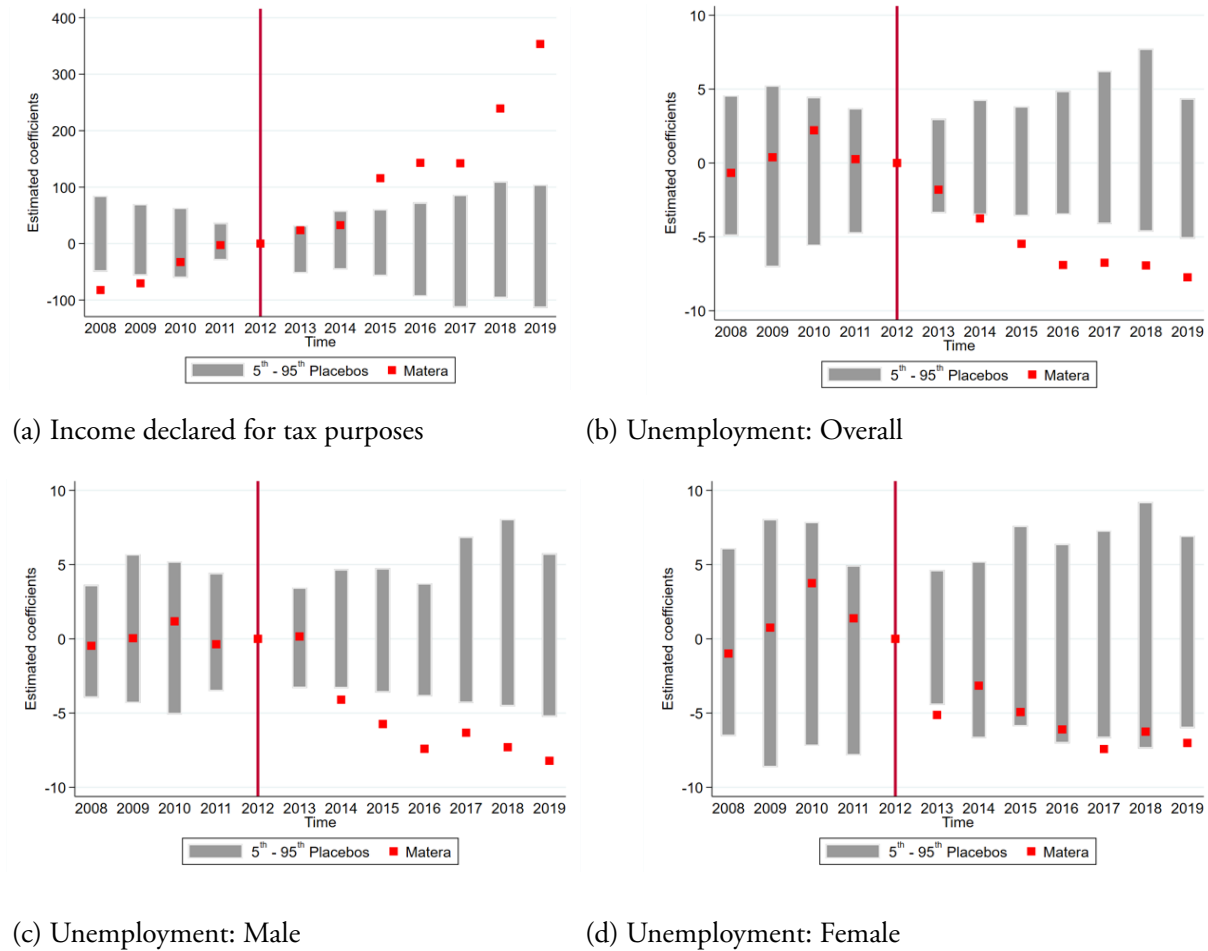 400
300
200
100
0
-100
Estimated coefficients
2008 2009 2010 2011 2012 2013 2014 2015 2016 2017 2018 2019
Time
5th - 95th Placebos Matera
(a) Income declared for tax purposes
10
5
0
-5
-10
Estimated coefficients
2008 2009 2010 2011 2012 2013 2014 2015 2016 2017 2018 2019
Time
5th - 95th Placebos Matera
(b) Unemployment: Overall
10
5
0
-5
-10
Estimated coefficients
2008 2009 2010 2011 2012 2013 2014 2015 2016 2017 2018 2019
Time
5th - 95th Placebos Matera
(c) Unemployment: Male
10
5
0
-5
-10
Estimated coefficients
2008 2009 2010 2011 2012 2013 2014 2015 2016 2017 2018 2019
Time
5th - 95th Placebos Matera
(d) Unemployment: Female